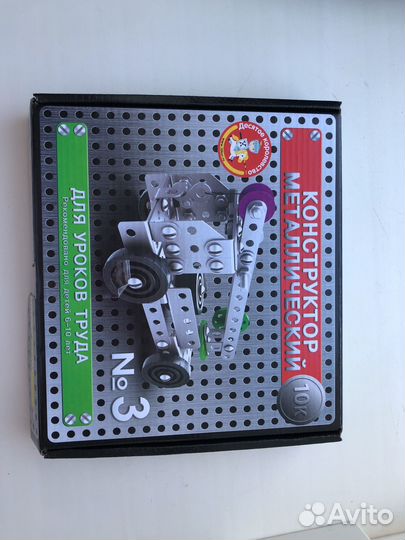 Десятое королевство
КОНСТРУКТОР
МЕТАЛЛИЧЕСКИЙ
10К
ДЛЯ УРОКОВ ТРУДА
Рекомендовано для детей 6-10 лет
№3
Avito